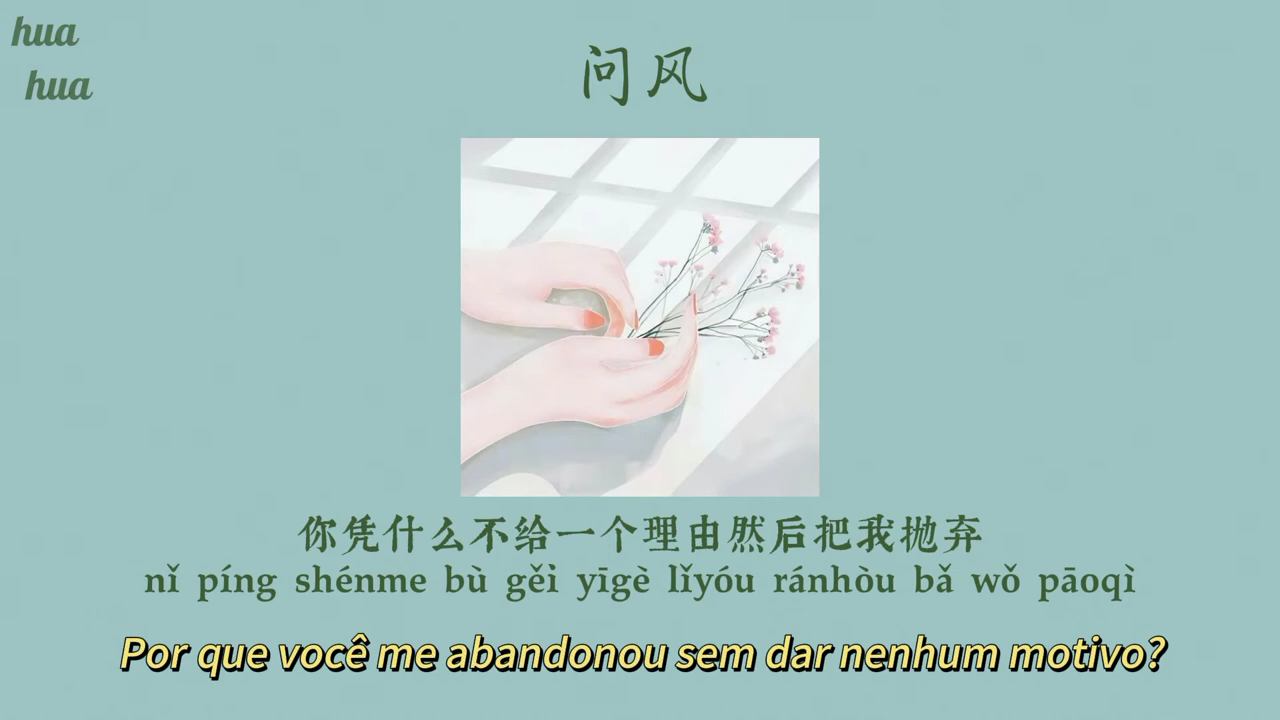 hua
hua
问风
你凭什么不给一个理由然后把我抛弃
nǐ píng shénme bù gěi yīgè lǐyóu ránhòu bǎ wǒ pāoqì
Por que você me abandonou sem dar nenhum motivo?